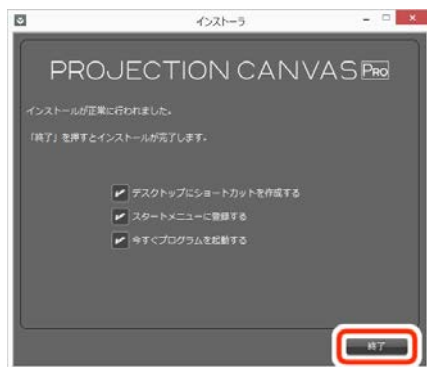 インストーラ
PROJECTION CANVAS PRO
インストールが正常に行われました。
「終了」を押すとインストールが完了します。
デスクトップにショートカットを作成する
スタートメニューに登録する
今すぐプログラムを起動する
終了